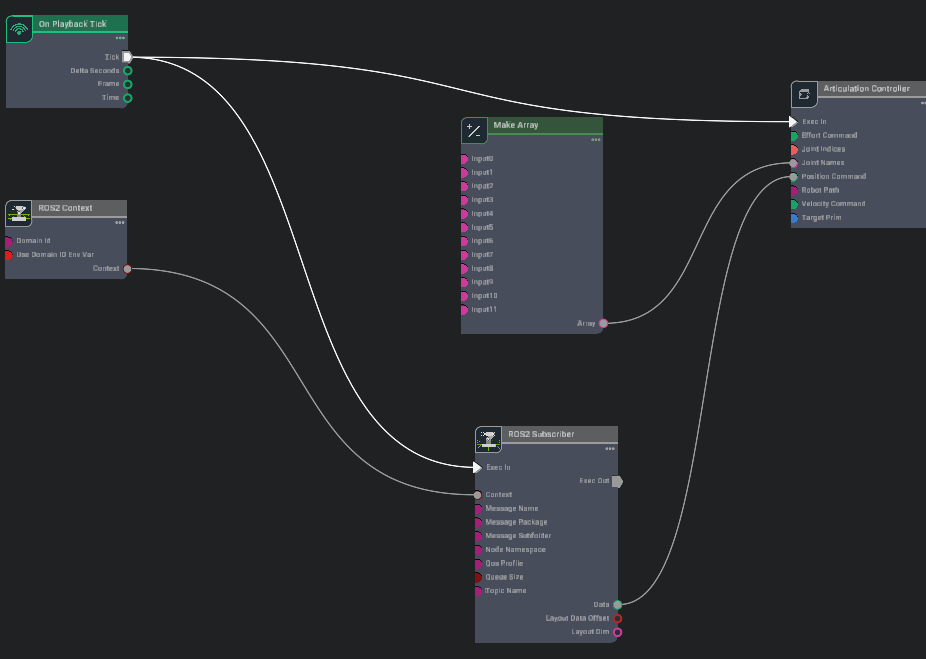 On Playback Tick
Tick
Delta Seconds
Frame
Time
Articulation Controller
Exec In
Effort Command
Joint Indices
Joint Names
Position Command
Robot Path
Velocity Command
Target Prim
Make Array
Input0
Input1
Input2
Input3
Input4
Input5
Input6
Input7
Input8
Input9
Input10
Input11
Array
ROS2 Context
Domain Id
Use Domain ID Env Var
Context
ROS2 Subscriber
Exec In
Exec Out
Context
Message Name
Message Package
Message Subfolder
Node Namespace
Qos Profile
Queue Size
Topic Name
Data
Layout Data Offset
Layout Dim